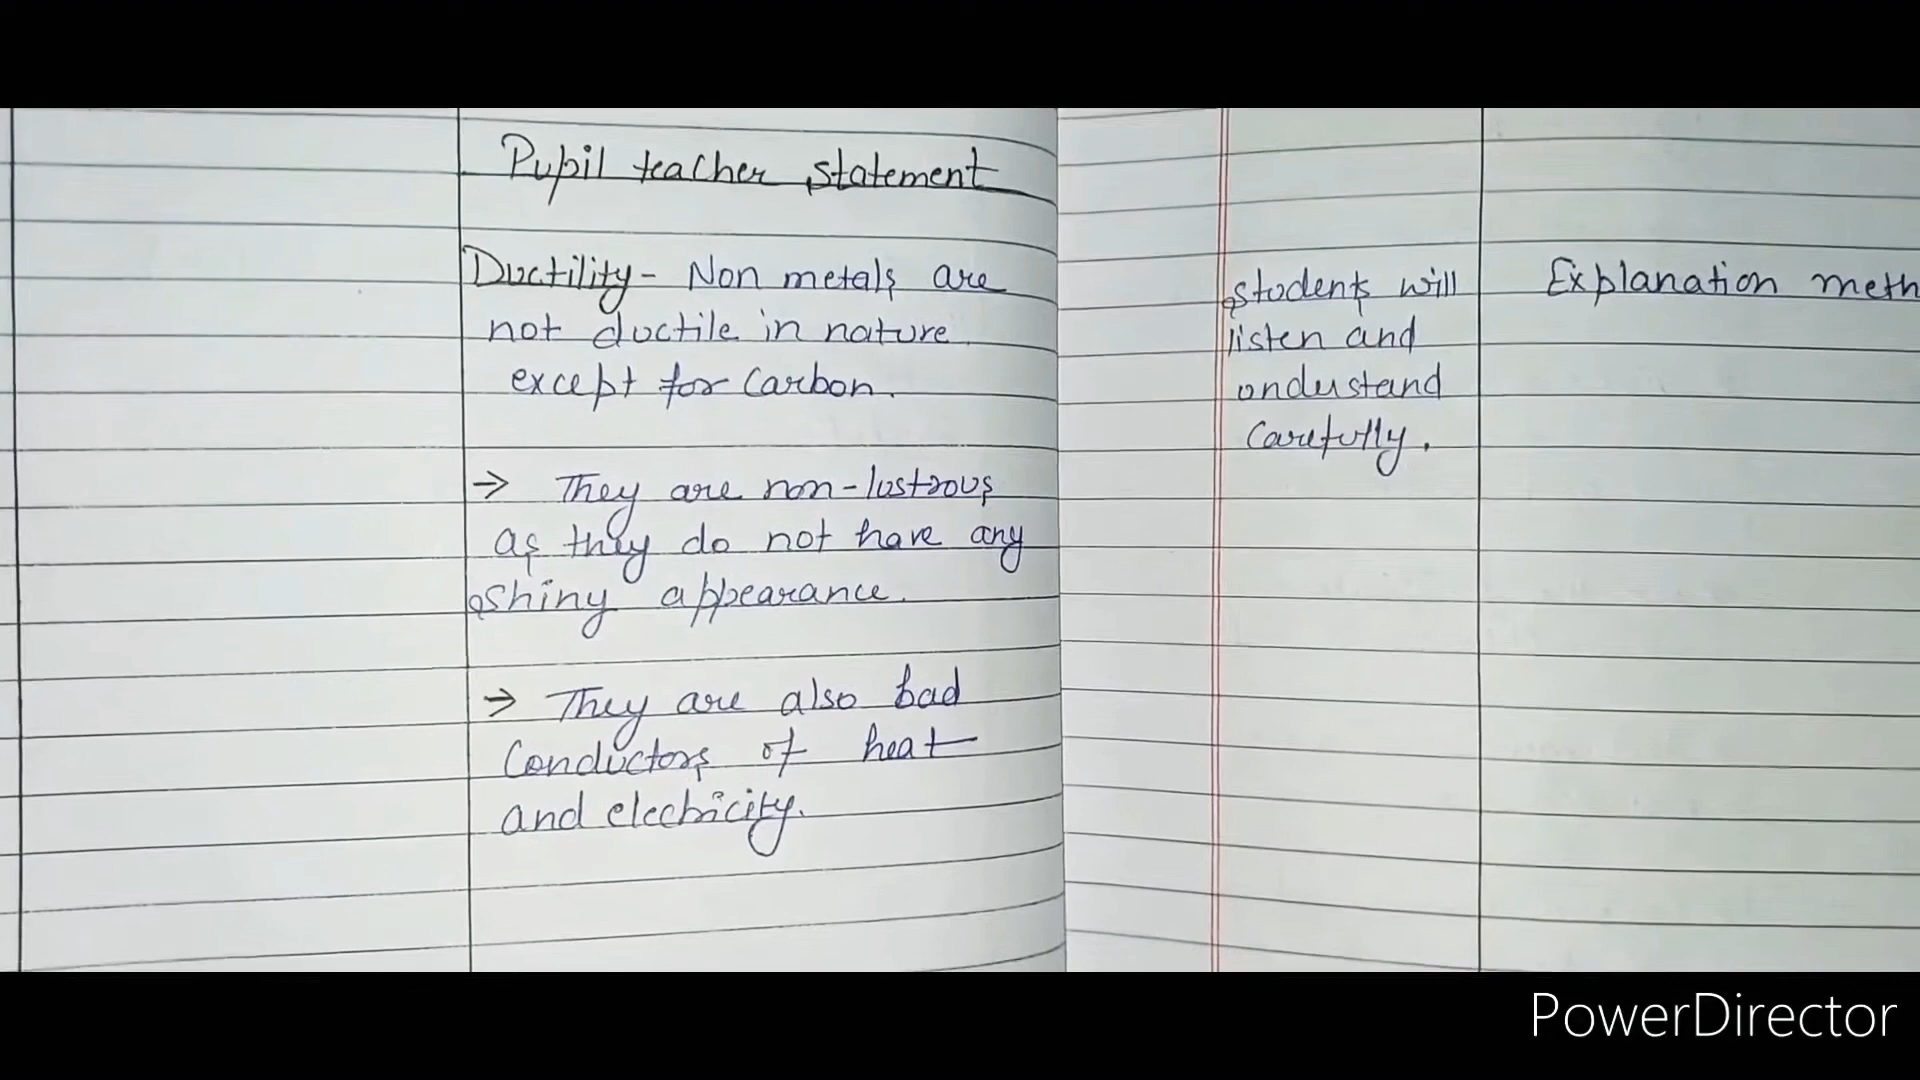 Pupil teacher statement
Ductility - Non metals are
not ductile in nature
except for Carbon.
→ They are non-lustrous
as they do not have any
shiny appearance.
→ They are also bad
Conductors of heat
and electricity.
students will
listen and
understand
Carefully.
Explanation meth
PowerDirector